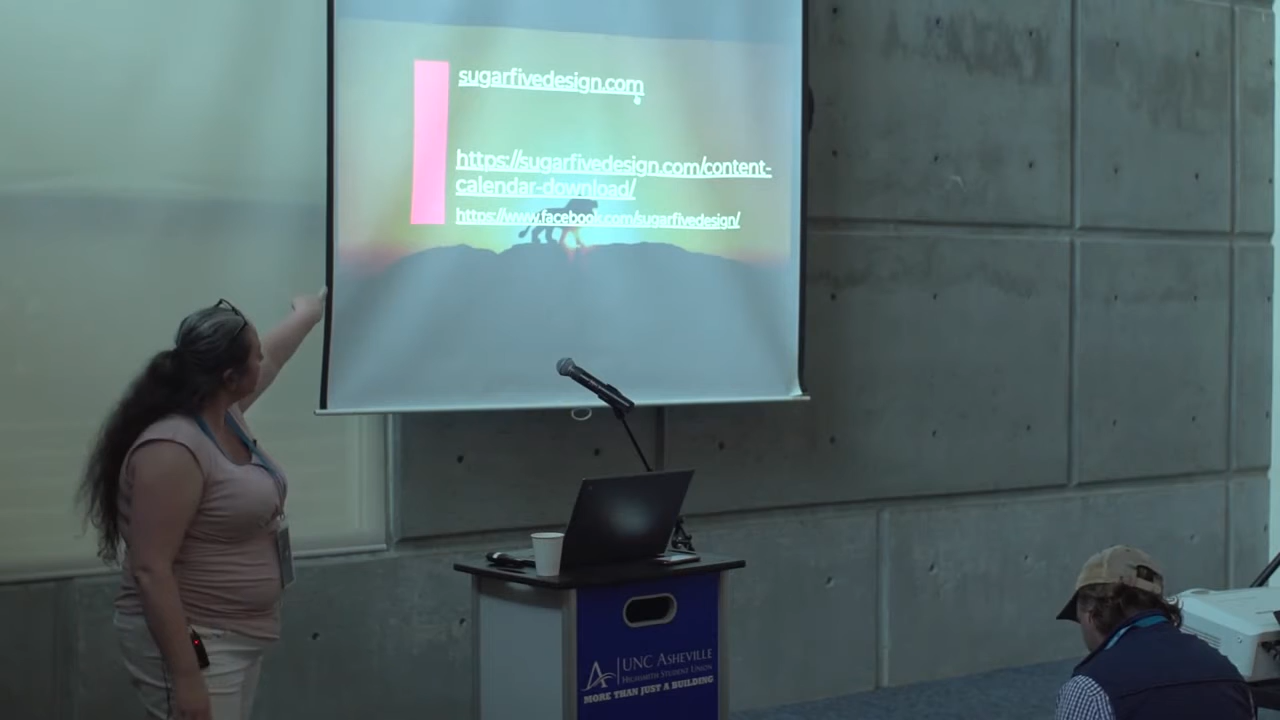 sugarfivedesign.com
https://sugarfivedesign.com/content-
calendar-download/
https://www.facebook.com/sugarfivedesign/
UNC ASHEVILLE
HIGHSMITH STUDENT UNION
MORE THAN JUST A BUILDING